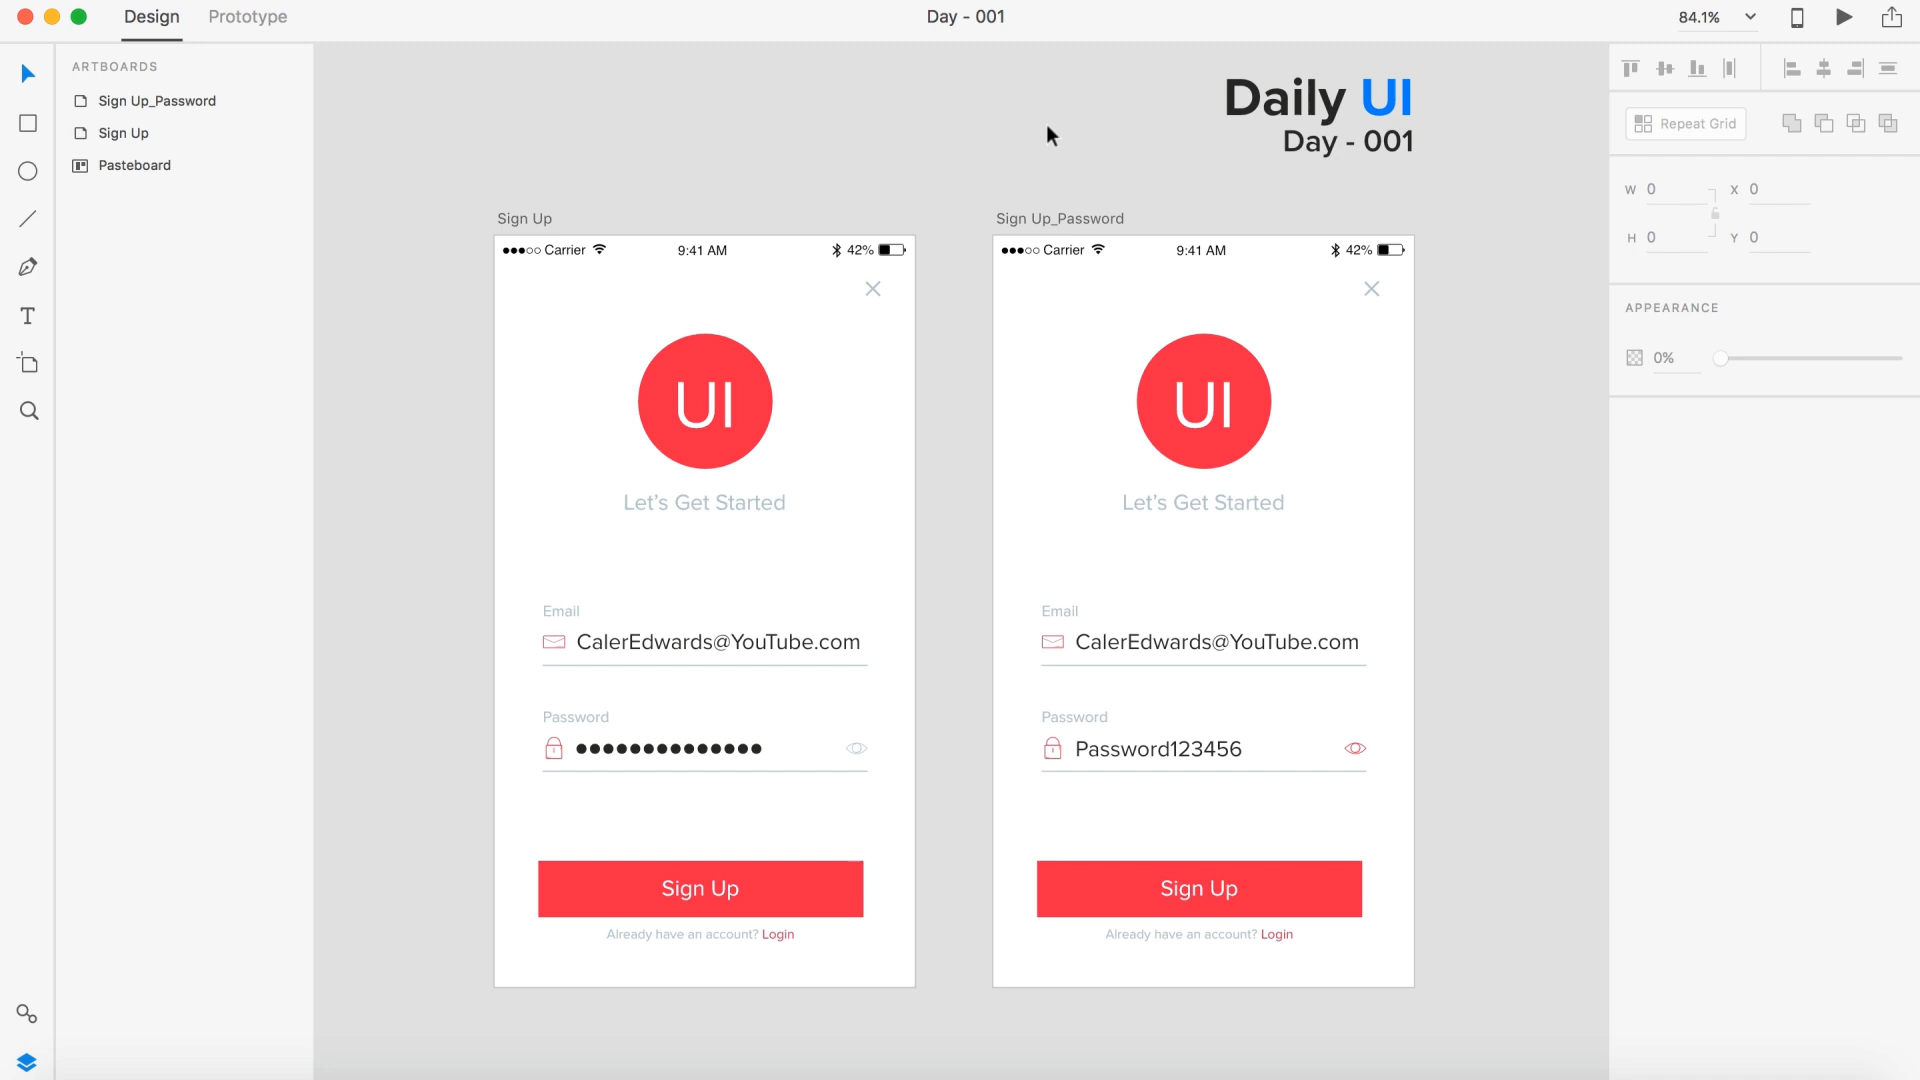 Design Prototype Day - 001 84.1%
ARTBOARDS
Sign Up_Password
Sign Up
Pasteboard
Daily UI
Day - 001
Sign Up
Carrier 9:41 AM 42%
UI
Let's Get Started
Email
CalerEdwards@YouTube.com
Password
●●●●●●●●●●●●●●
Sign Up
Already have an account? Login
Sign Up_Password
Carrier 9:41 AM 42%
UI
Let's Get Started
Email
CalerEdwards@YouTube.com
Password
Password123456
Sign Up
Already have an account? Login
Repeat Grid
W 0 X 0
H 0 Y 0
APPEARANCE
0%